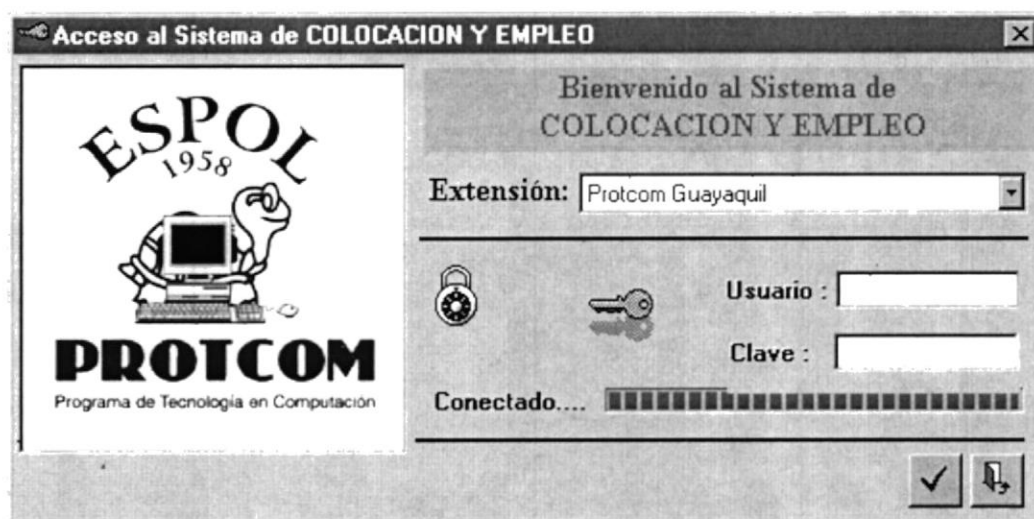 Acceso al Sistema de COLOCACION Y EMPLEO
ESPOL
1958
PROTCOM
Programa de Tecnología en Computación
Bienvenido al Sistema de
COLOCACION Y EMPLEO
Extensión: Protcom Guayaquil
Usuario :
Clave :
Conectado....